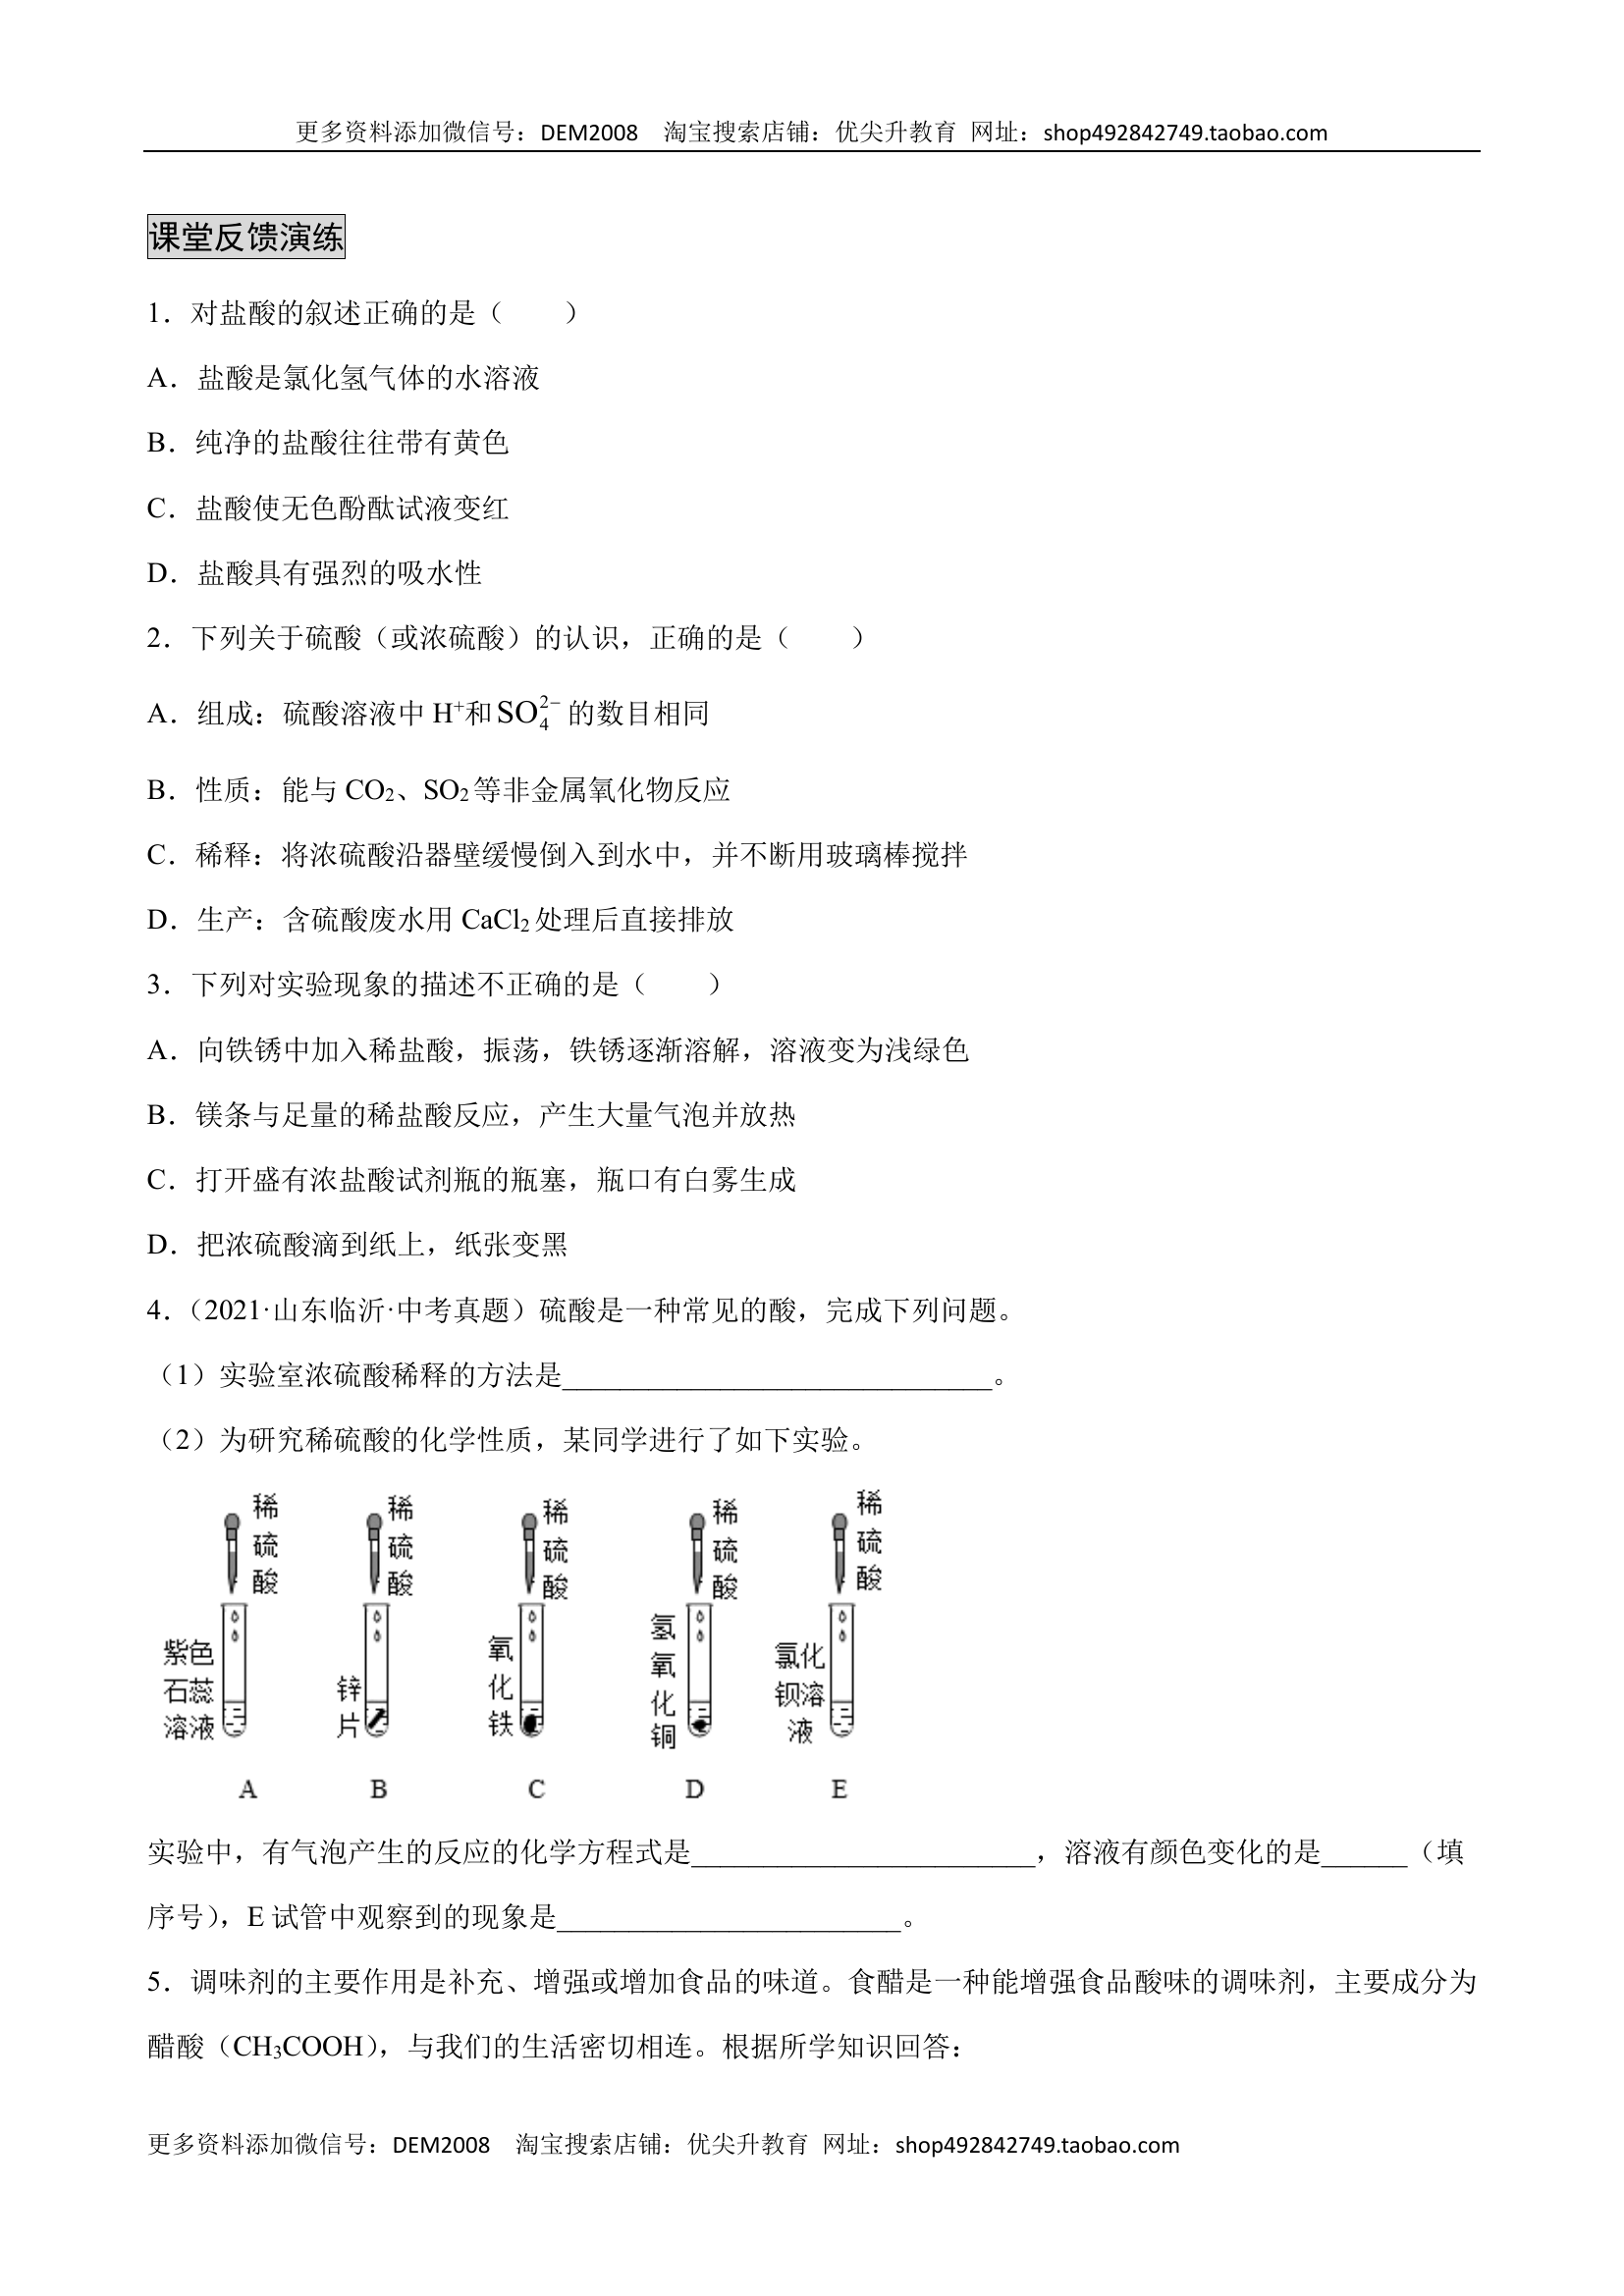 更多资料添加微信号：DEM2008 淘宝搜索店铺：优尖升教育 网址：shop492842749.taobao.com
课堂反馈演练
1．对盐酸的叙述正确的是（　　）
A．盐酸是氯化氢气体的水溶液
B．纯净的盐酸往往带有黄色
C．盐酸使无色酚酞试液变红
D．盐酸具有强烈的吸水性
2．下列关于硫酸（或浓硫酸）的认识，正确的是（　　）
A．组成：硫酸溶液中 H⁺和 SO₄²⁻ 的数目相同
B．性质：能与 CO₂、SO₂等非金属氧化物反应
C．稀释：将浓硫酸沿器壁缓慢倒入到水中，并不断用玻璃棒搅拌
D．生产：含硫酸废水用 CaCl₂处理后直接排放
3．下列对实验现象的描述不正确的是（　　）
A．向铁锈中加入稀盐酸，振荡，铁锈逐渐溶解，溶液变为浅绿色
B．镁条与足量的稀盐酸反应，产生大量气泡并放热
C．打开盛有浓盐酸试剂瓶的瓶塞，瓶口有白雾生成
D．把浓硫酸滴到纸上，纸张变黑
4．（2021·山东临沂·中考真题）硫酸是一种常见的酸，完成下列问题。
（1）实验室浓硫酸稀释的方法是______________________________。
（2）为研究稀硫酸的化学性质，某同学进行了如下实验。
稀硫酸 稀硫酸 稀硫酸 稀硫酸 稀硫酸
紫色石蕊溶液 锌片 氧化铁 氢氧化铜 氯化钡溶液
A B C D E
实验中，有气泡产生的反应的化学方程式是________________________，溶液有颜色变化的是______（填
序号），E 试管中观察到的现象是________________________。
5．调味剂的主要作用是补充、增强或增加食品的味道。食醋是一种能增强食品酸味的调味剂，主要成分为
醋酸（CH₃COOH），与我们的生活密切相连。根据所学知识回答：
更多资料添加微信号：DEM2008 淘宝搜索店铺：优尖升教育 网址：shop492842749.taobao.com